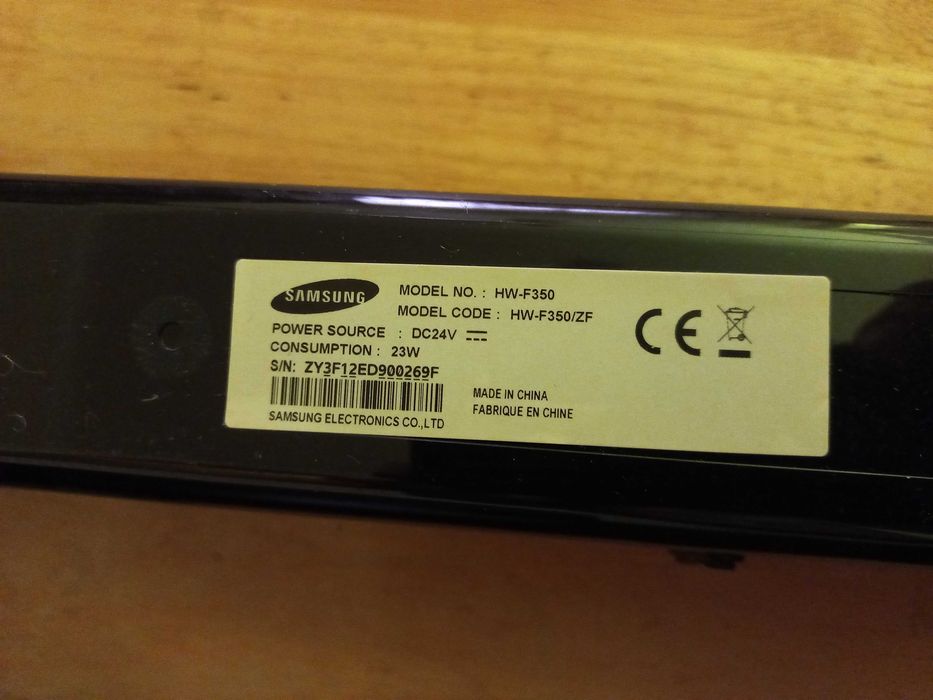 SAMSUNG
MODEL NO. : HW-F350
MODEL CODE : HW-F350/ZF
POWER SOURCE : DC24V
CONSUMPTION : 23W
S/N: ZY3F12ED900269F
SAMSUNG ELECTRONICS CO.,LTD
MADE IN CHINA
FABRIQUE EN CHINE
CE